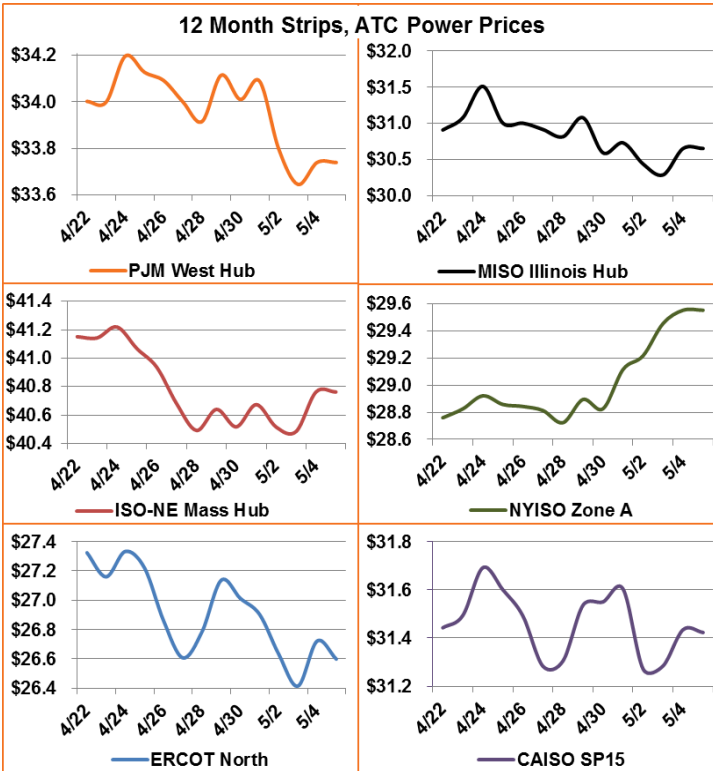 12 Month Strips, ATC Power Prices
$34.2
$34.0
$33.8
$33.6
4/22 4/24 4/26 4/28 4/30 5/2 5/4
PJM West Hub
$32.0
$31.5
$31.0
$30.5
$30.0
4/22 4/24 4/26 4/28 4/30 5/2 5/4
MISO Illinois Hub
$41.4
$41.2
$41.0
$40.8
$40.6
$40.4
4/22 4/24 4/26 4/28 4/30 5/2 5/4
ISO-NE Mass Hub
$29.6
$29.4
$29.2
$29.0
$28.8
$28.6
4/22 4/24 4/26 4/28 4/30 5/2 5/4
NYISO Zone A
$27.4
$27.2
$27.0
$26.8
$26.6
$26.4
4/22 4/24 4/26 4/28 4/30 5/2 5/4
ERCOT North
$31.8
$31.6
$31.4
$31.2
4/22 4/24 4/26 4/28 4/30 5/2 5/4
CAISO SP15